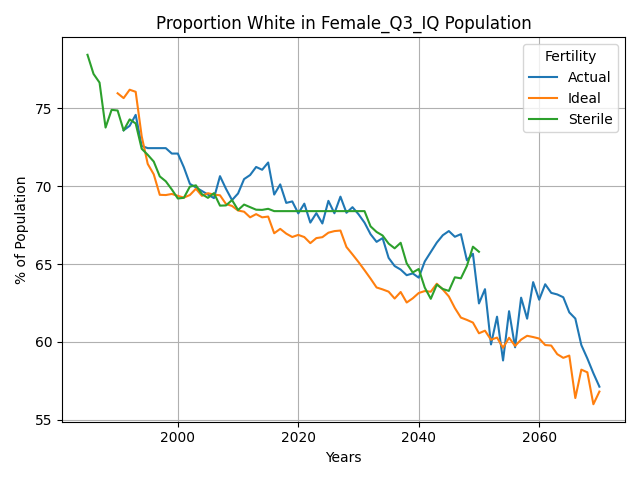 Proportion White in Female_Q3_IQ Population
Fertility
Actual
Ideal
Sterile
% of Population
75
70
65
60
55
2000
2020
2040
2060
Years